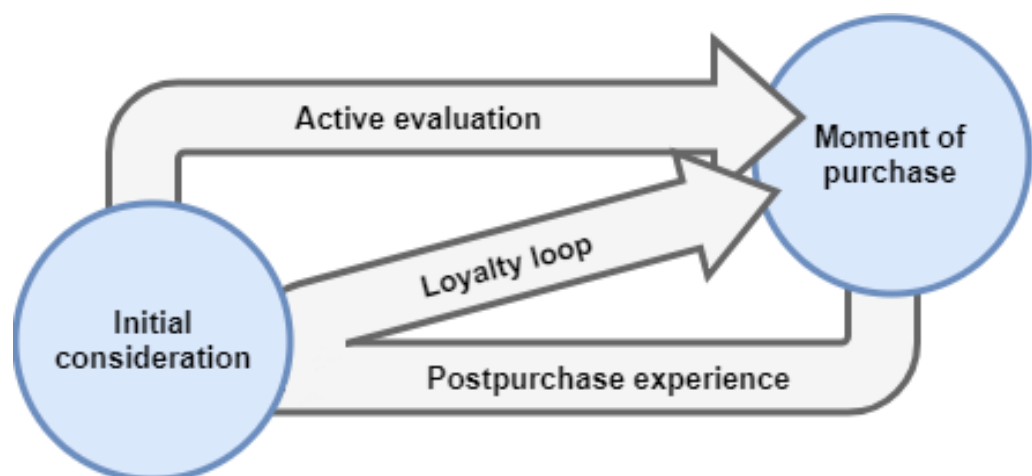 Active evaluation
Moment of
purchase
Loyalty loop
Initial
consideration
Postpurchase experience